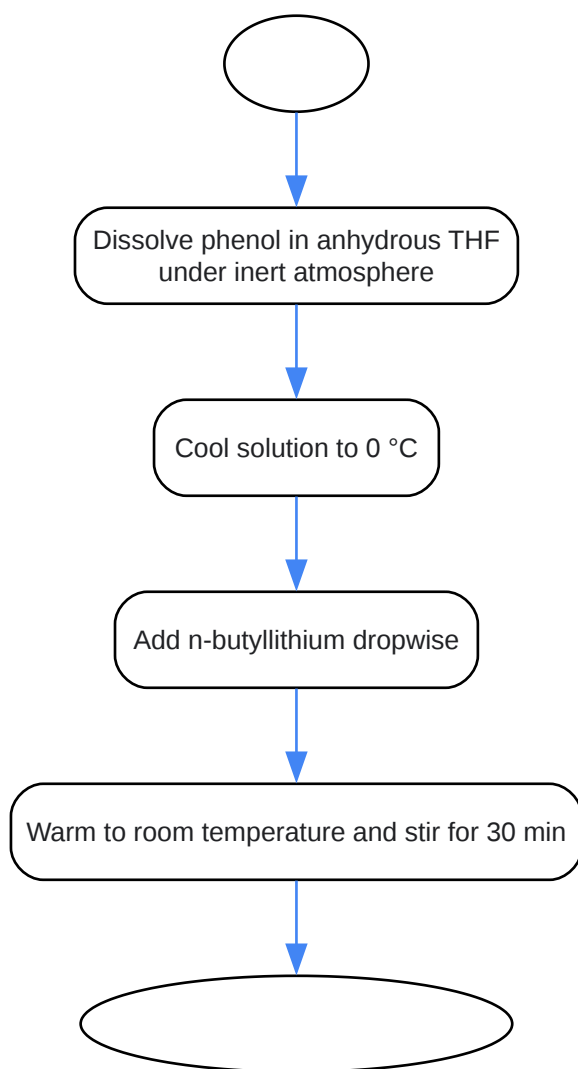 Dissolve phenol in anhydrous THF
under inert atmosphere
Cool solution to 0 °C
Add n-butyllithium dropwise
Warm to room temperature and stir for 30 min